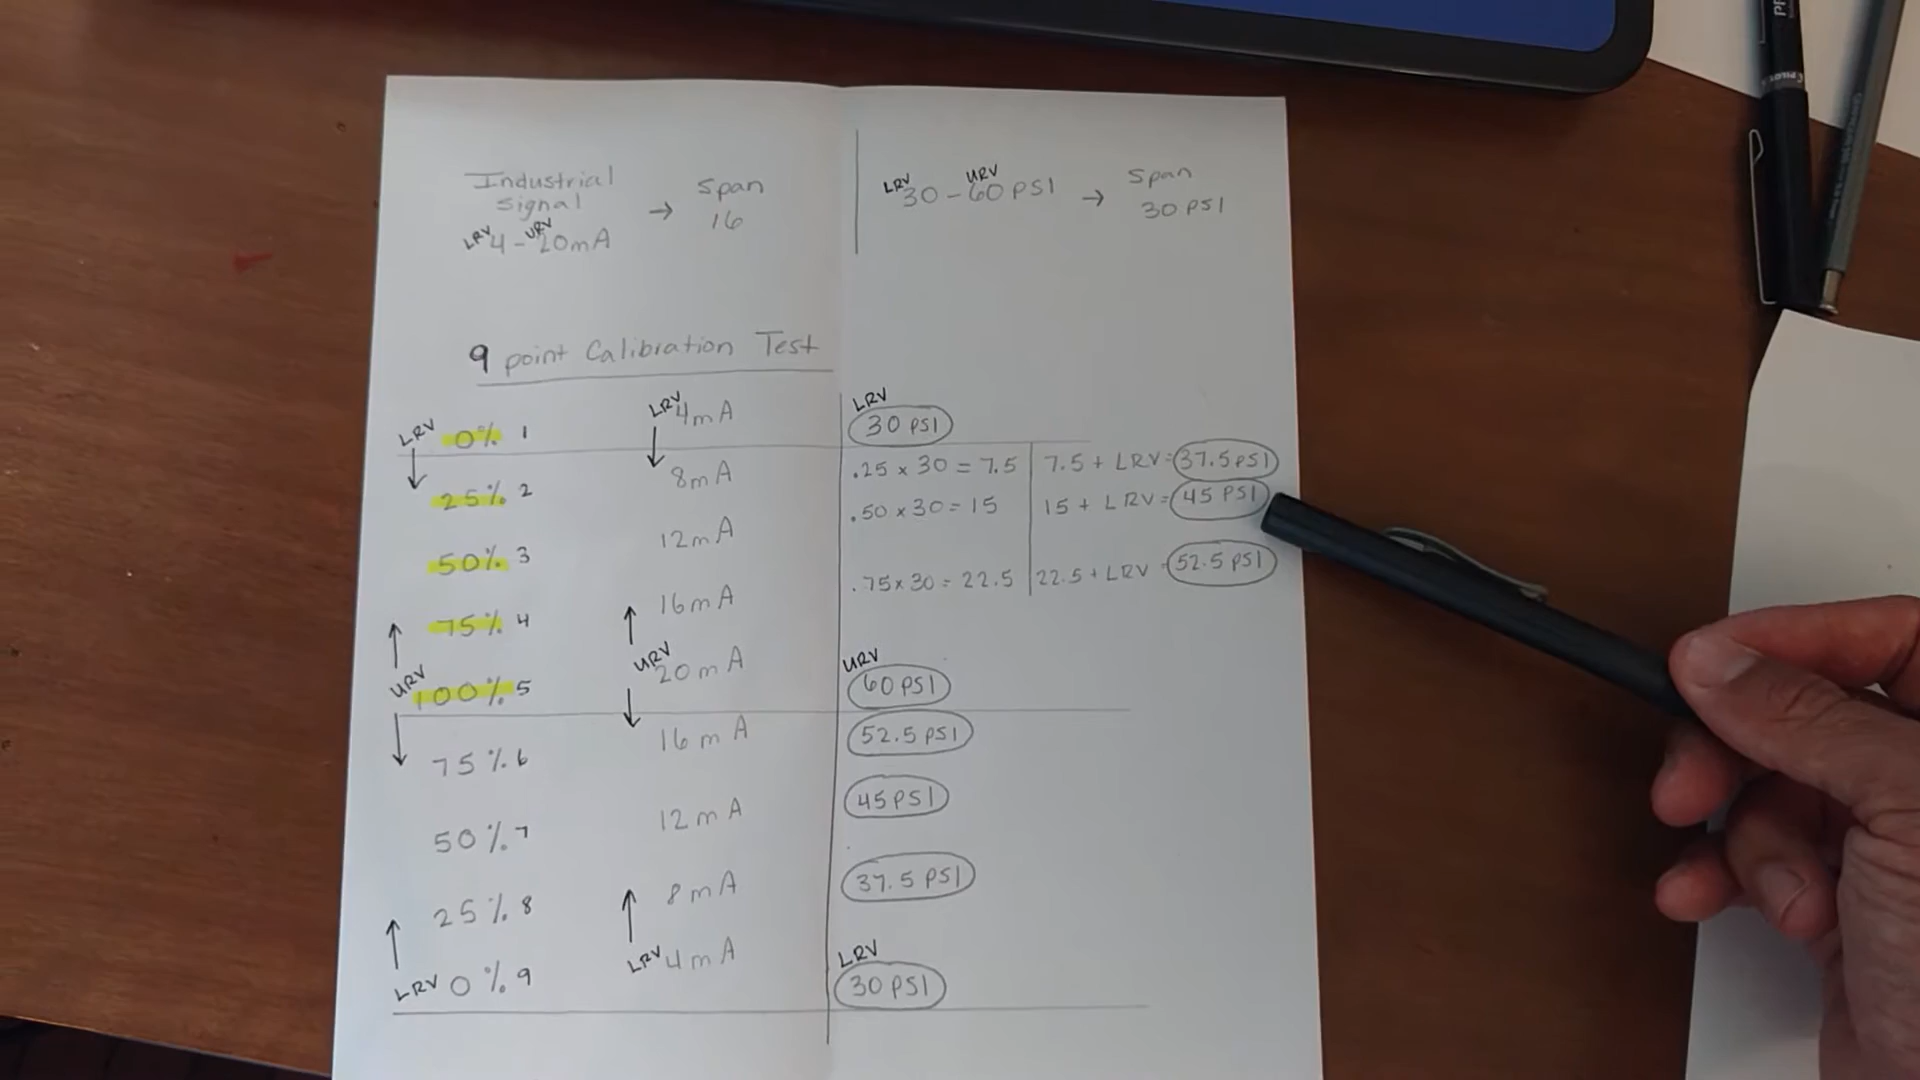 Industrial
Signal
LRV 4 - URV 20mA
→ Span
16
LRV 30 - URV 60 PSI → Span
30 PSI
9 point Calibration Test
LRV 0% 1 LRV 4mA LRV 30 PSI
25% 2 8mA .25 x 30 = 7.5 7.5 + LRV = 37.5 PSI
50% 3 12mA .50 x 30 = 15 15 + LRV = 45 PSI
75% 4 16mA .75 x 30 = 22.5 22.5 + LRV = 52.5 PSI
URV 100% 5 URV 20mA URV 60 PSI
75% 6 16mA 52.5 PSI
50% 7 12mA 45 PSI
25% 8 8mA 37.5 PSI
LRV 0% 9 LRV 4mA LRV 30 PSI
PILOT